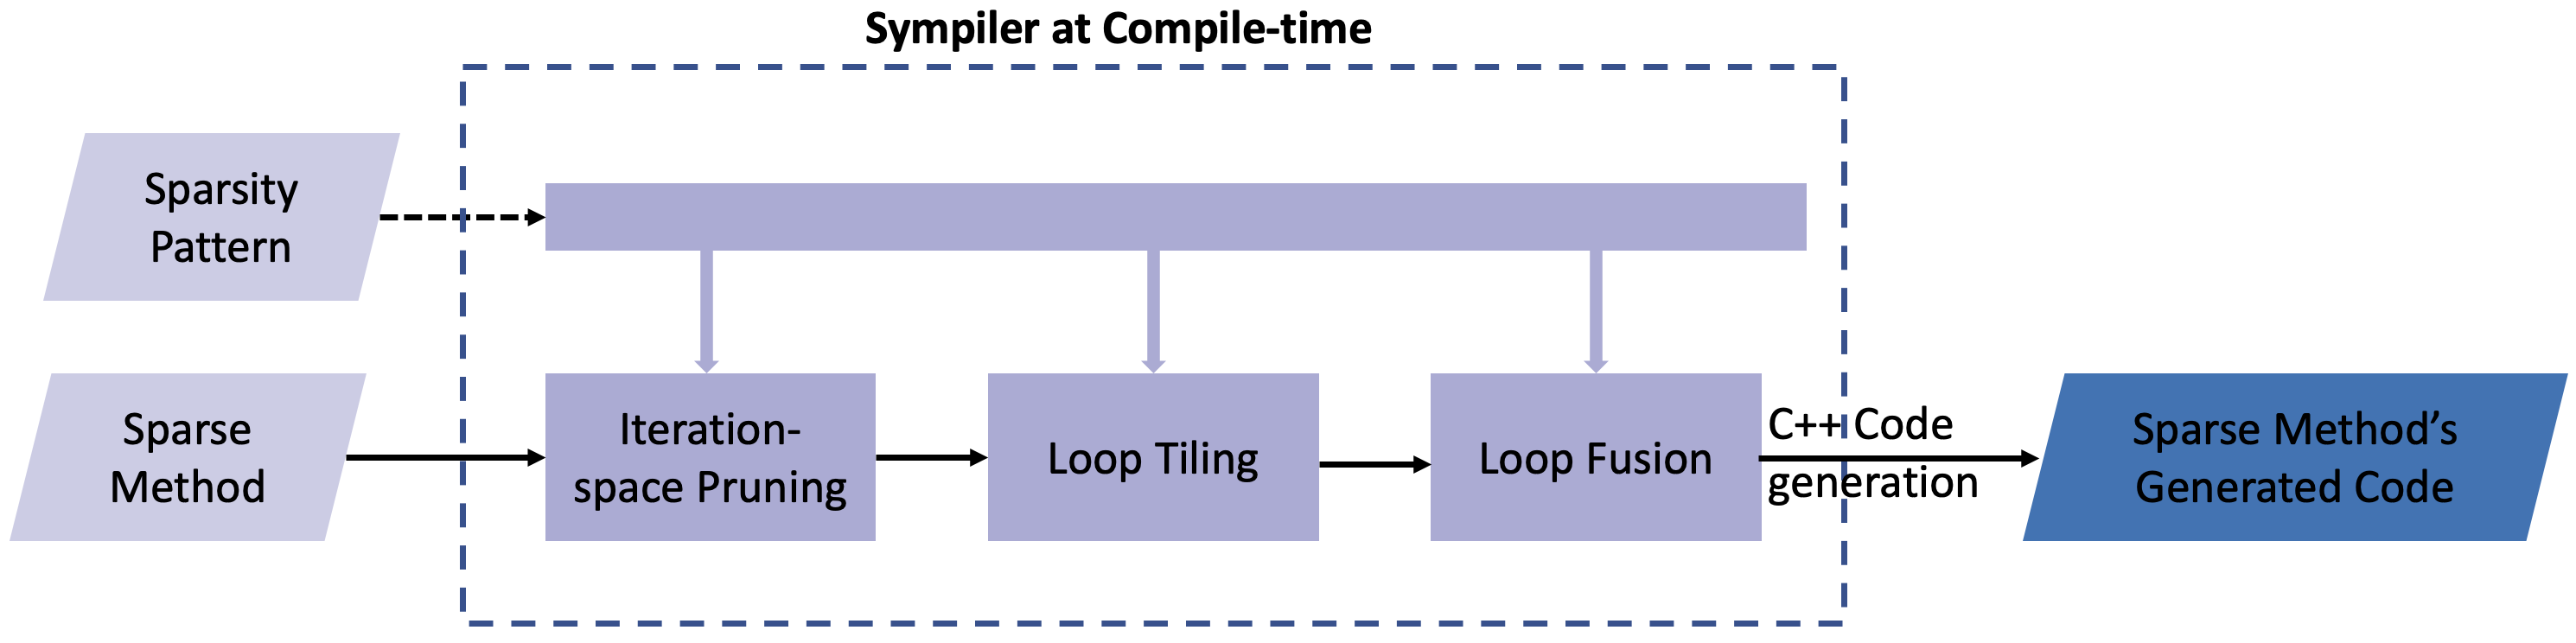 Sympiler at Compile-time
Sparsity
Pattern
Sparse
Method
Iteration-
space Pruning
Loop Tiling
Loop Fusion
C++ Code
generation
Sparse Method’s
Generated Code